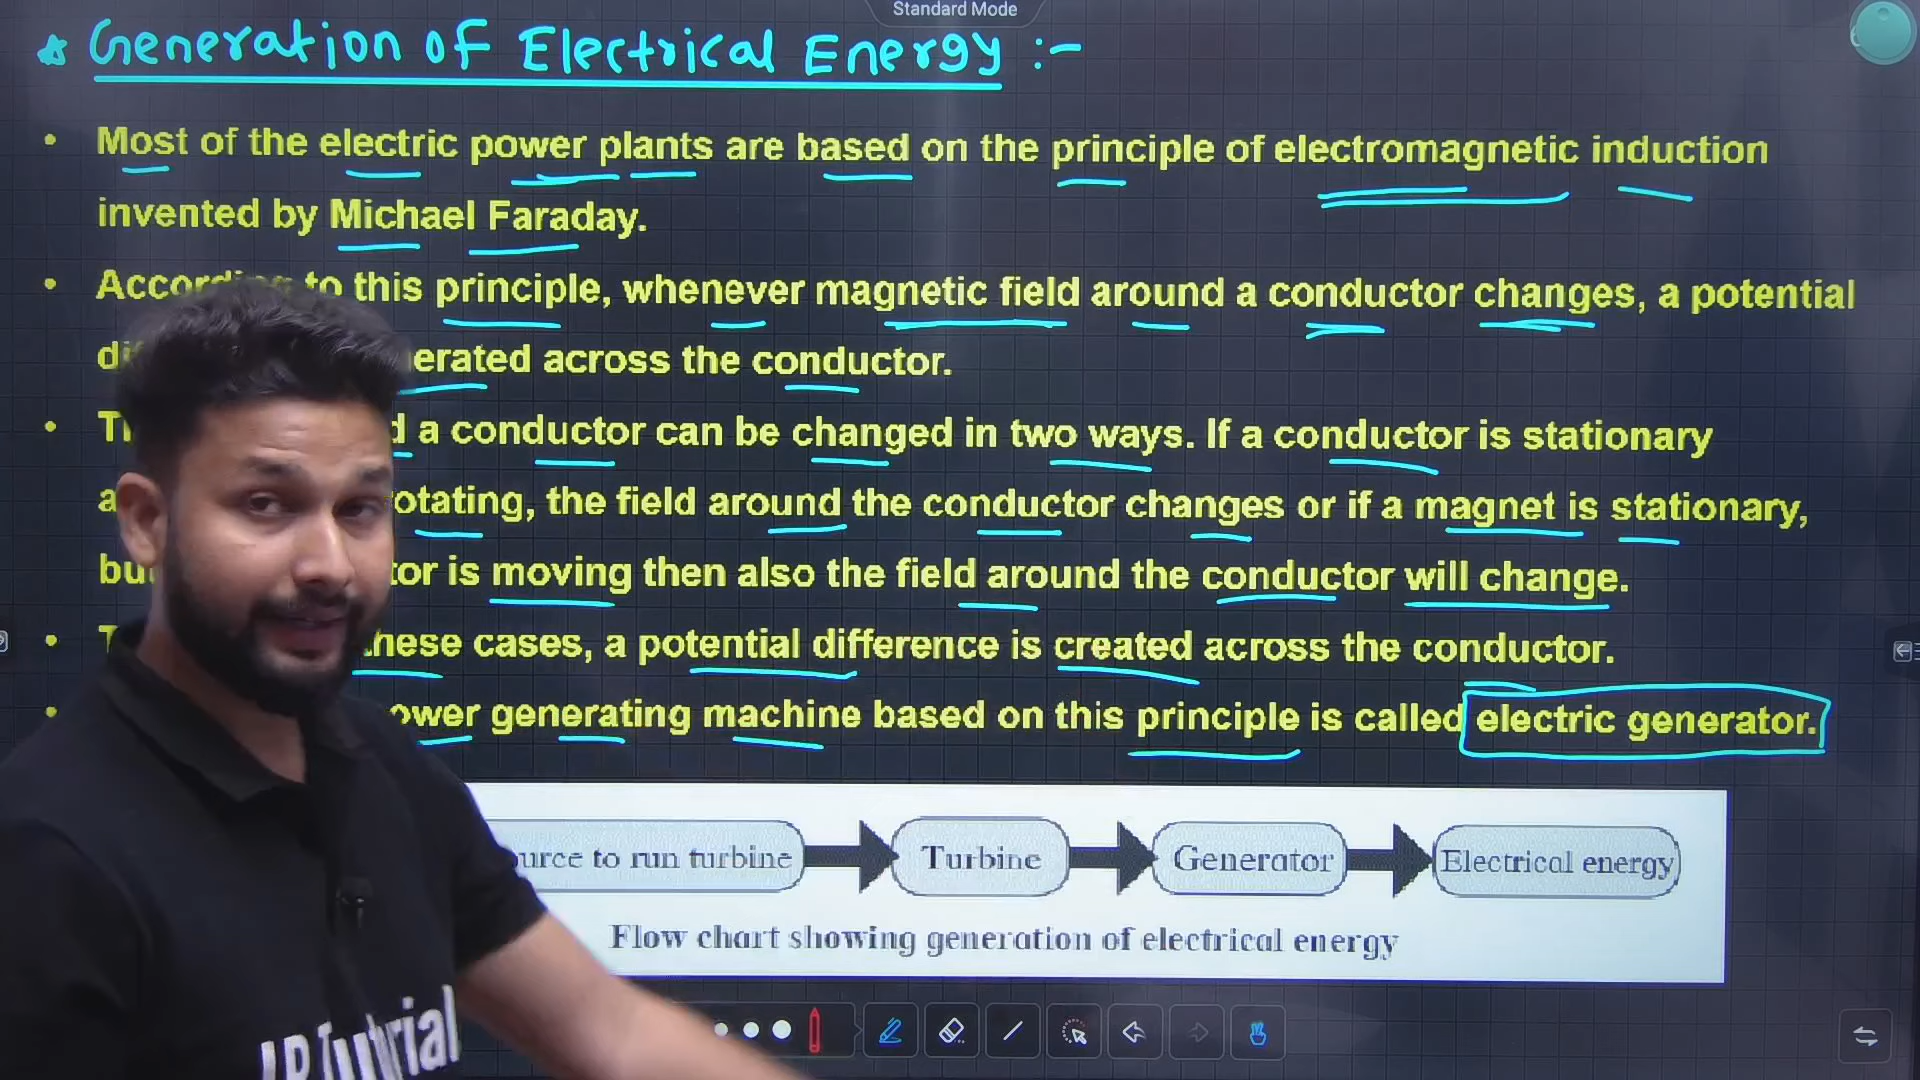 Standard Mode
Generation of Electrical Energy :-
• Most of the electric power plants are based on the principle of electromagnetic induction
invented by Michael Faraday.
• According to this principle, whenever magnetic field around a conductor changes, a potential
erated across the conductor.
• a conductor can be changed in two ways. If a conductor is stationary
otating, the field around the conductor changes or if a magnet is stationary,
tor is moving then also the field around the conductor will change.
• these cases, a potential difference is created across the conductor.
• ower generating machine based on this principle is called electric generator.
ource to run turbine
Turbine
Generator
Electrical energy
Flow chart showing generation of electrical energy
Tutorial